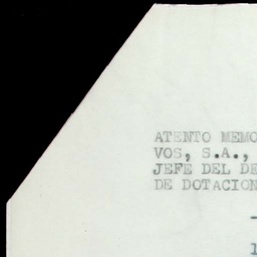 ATENTO MEMO
VOS, S.A.,
JEFE DEL DE
DE DOTACION